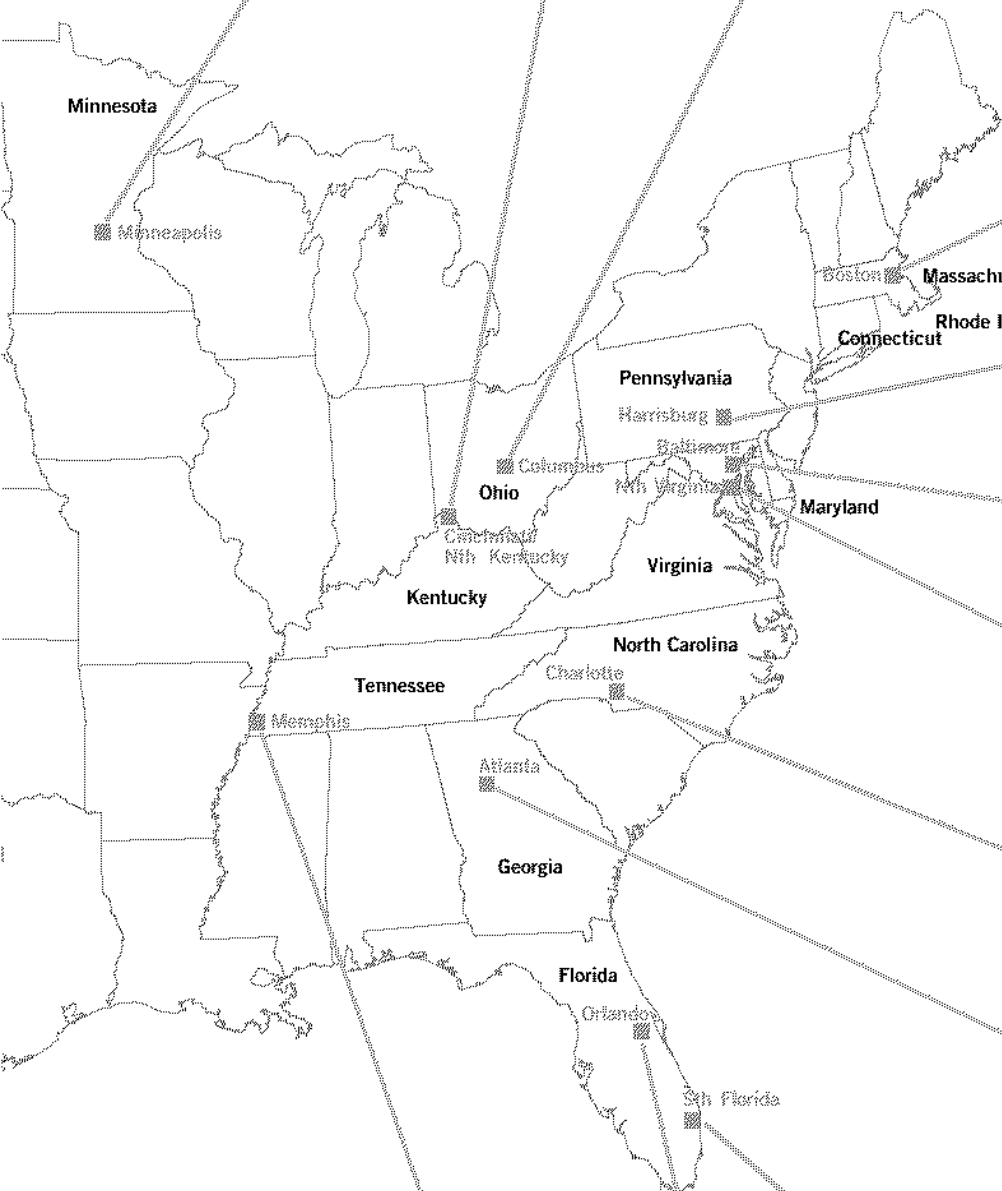 Minnesota
Minneapolis
Boston
Massachu
Rhode I
Connecticut
Pennsylvania
Harrisburg
Baltimore
Columbus
Nth Virginia
Ohio
Maryland
Cincinnati/
Nth Kentucky
Virginia
Kentucky
North Carolina
Charlotte
Tennessee
Memphis
Atlanta
Georgia
Florida
Orlando
Sth Florida